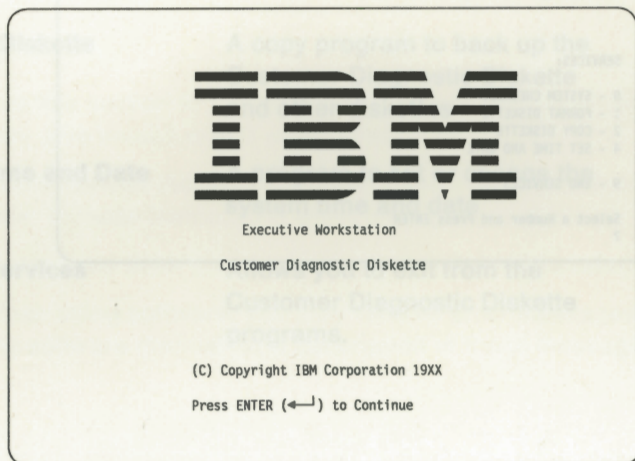 IBM
Executive Workstation
Customer Diagnostic Diskette
(C) Copyright IBM Corporation 19XX
Press ENTER (↵) to Continue